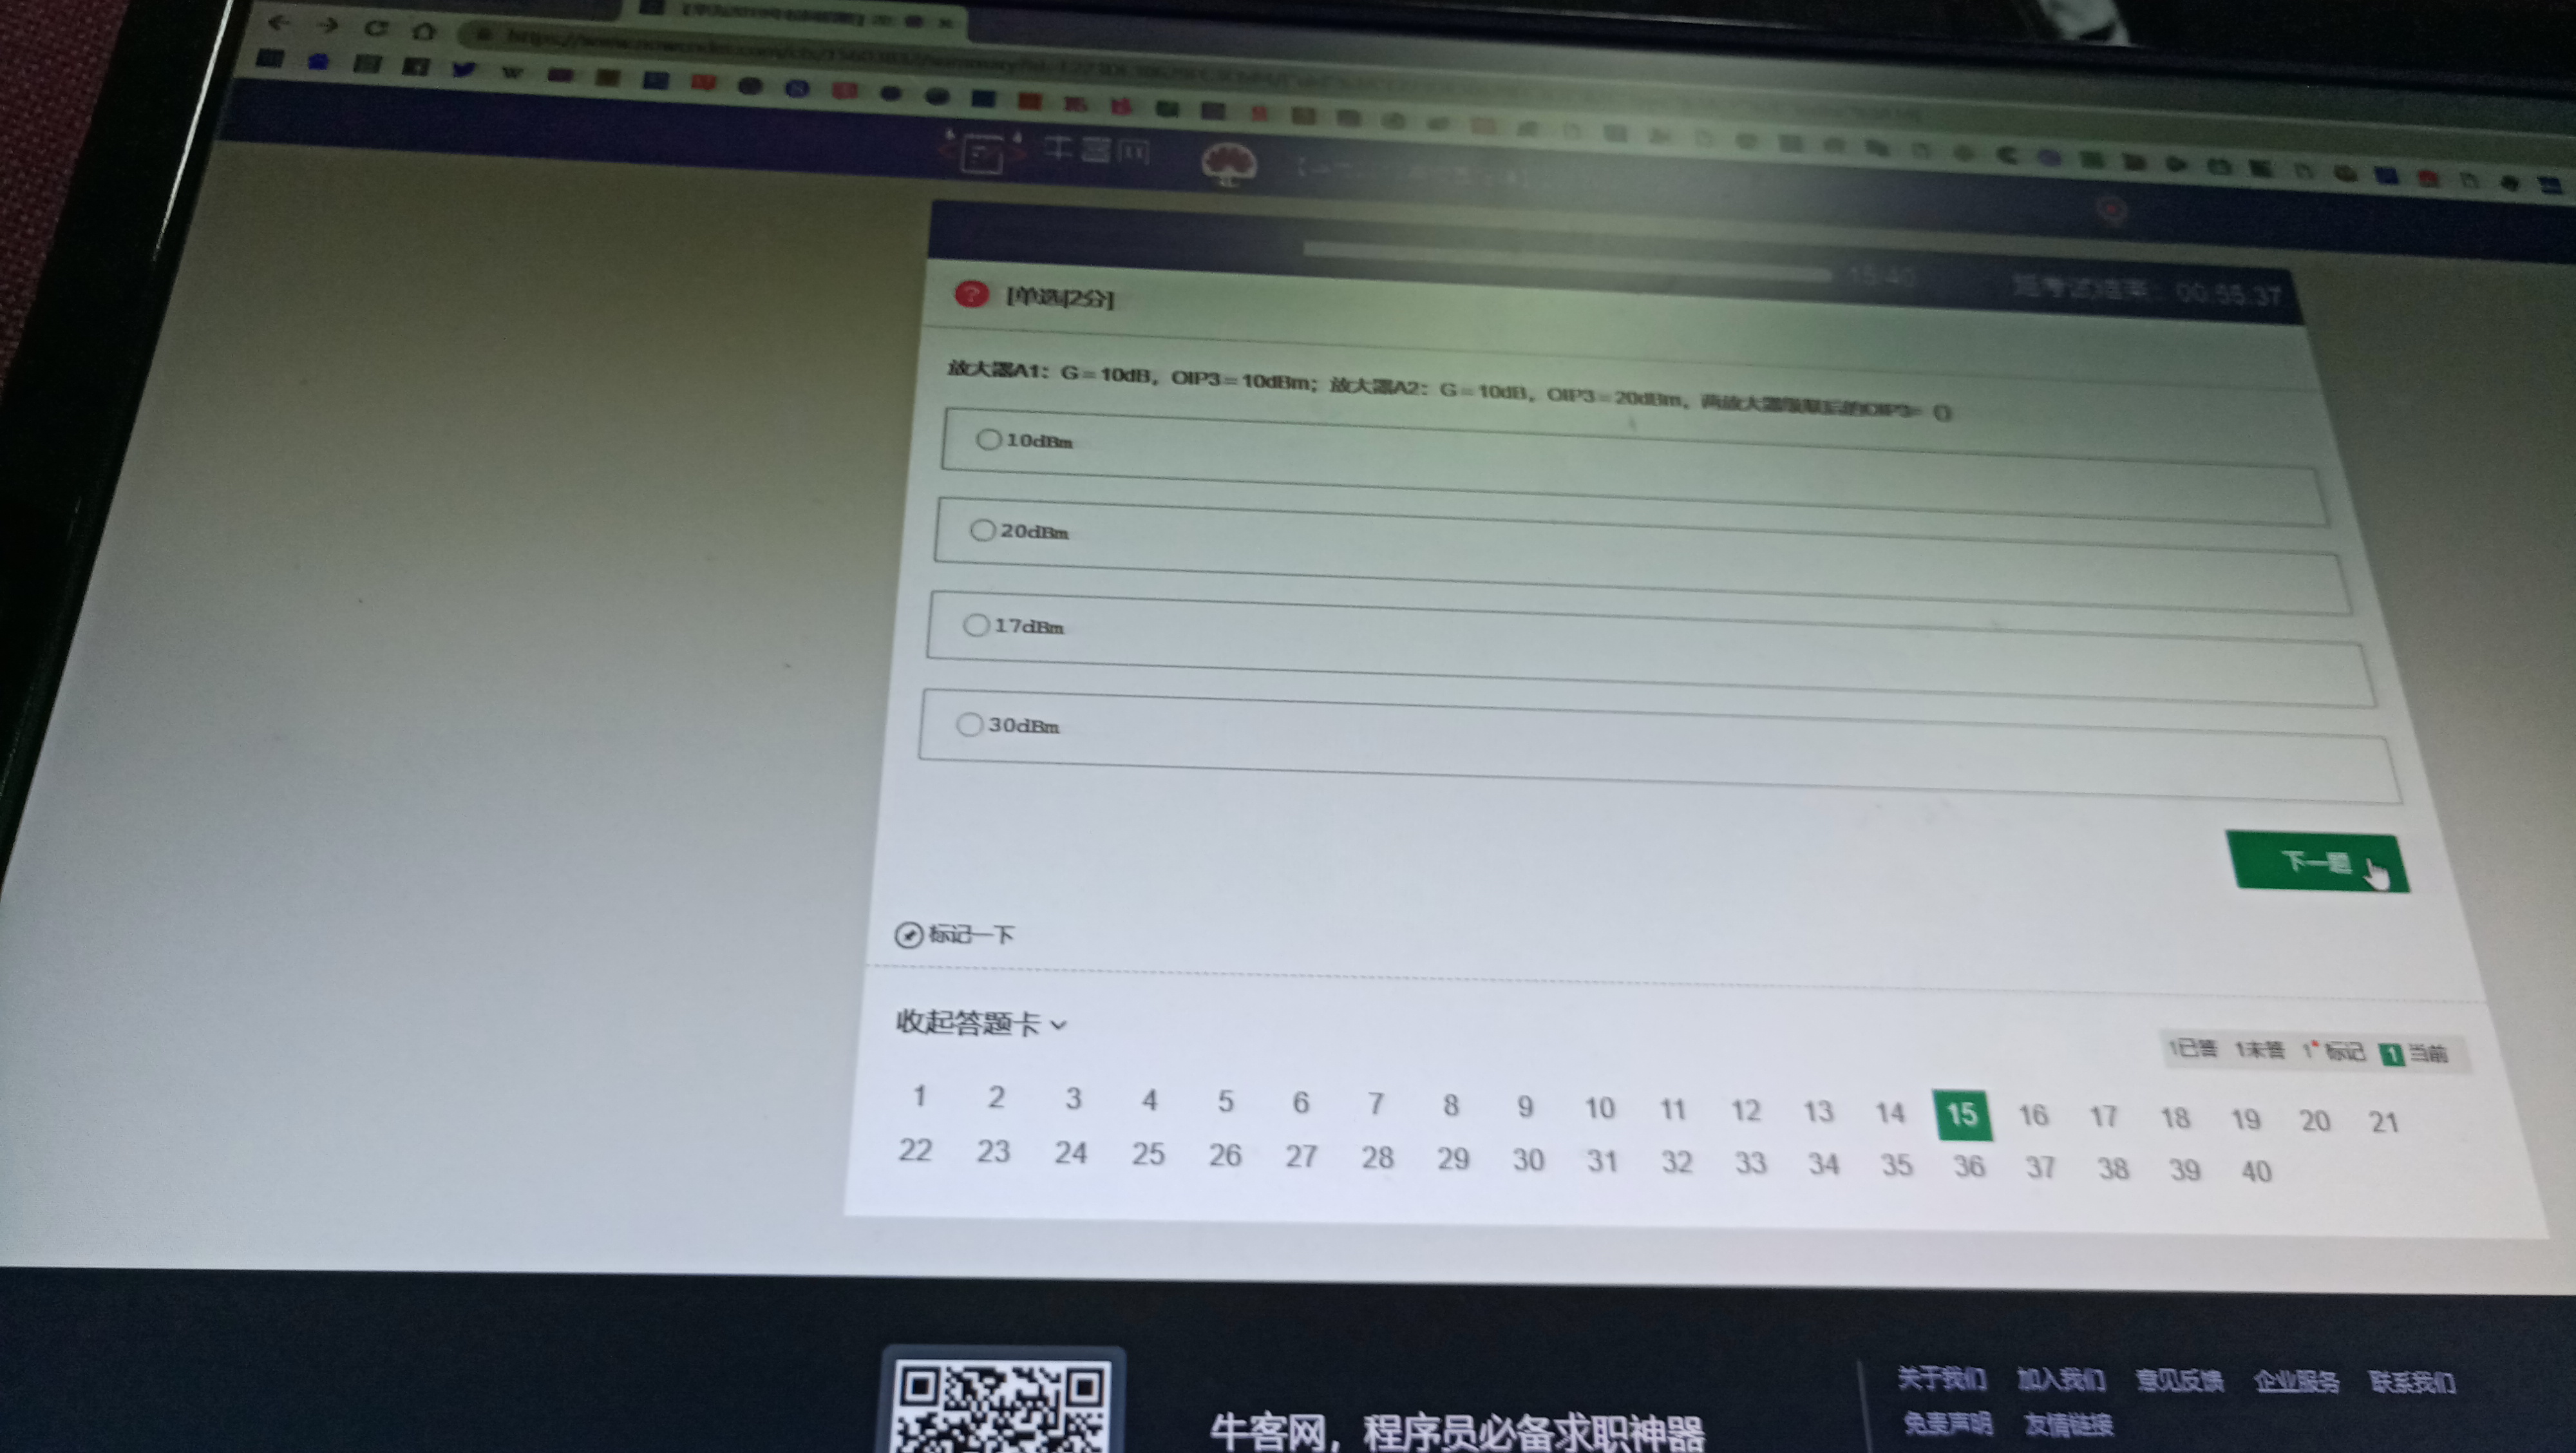 15/40
距考试结束：00:55:37
[单选|2分]
放大器A1：G=10dB，OIP3=10dBm；放大器A2：G=10dB，OIP3=20dBm，两放大器级联后的OIP3=（）
10dBm
20dBm
17dBm
30dBm
下一题
标记一下
收起答题卡
1已答 1未答 1*标记 1当前
1 2 3 4 5 6 7 8 9 10 11 12 13 14 15 16 17 18 19 20 21
22 23 24 25 26 27 28 29 30 31 32 33 34 35 36 37 38 39 40
牛客网，程序员必备求职神器
关于我们 加入我们 意见反馈 企业服务 联系我们
免责声明 友情链接